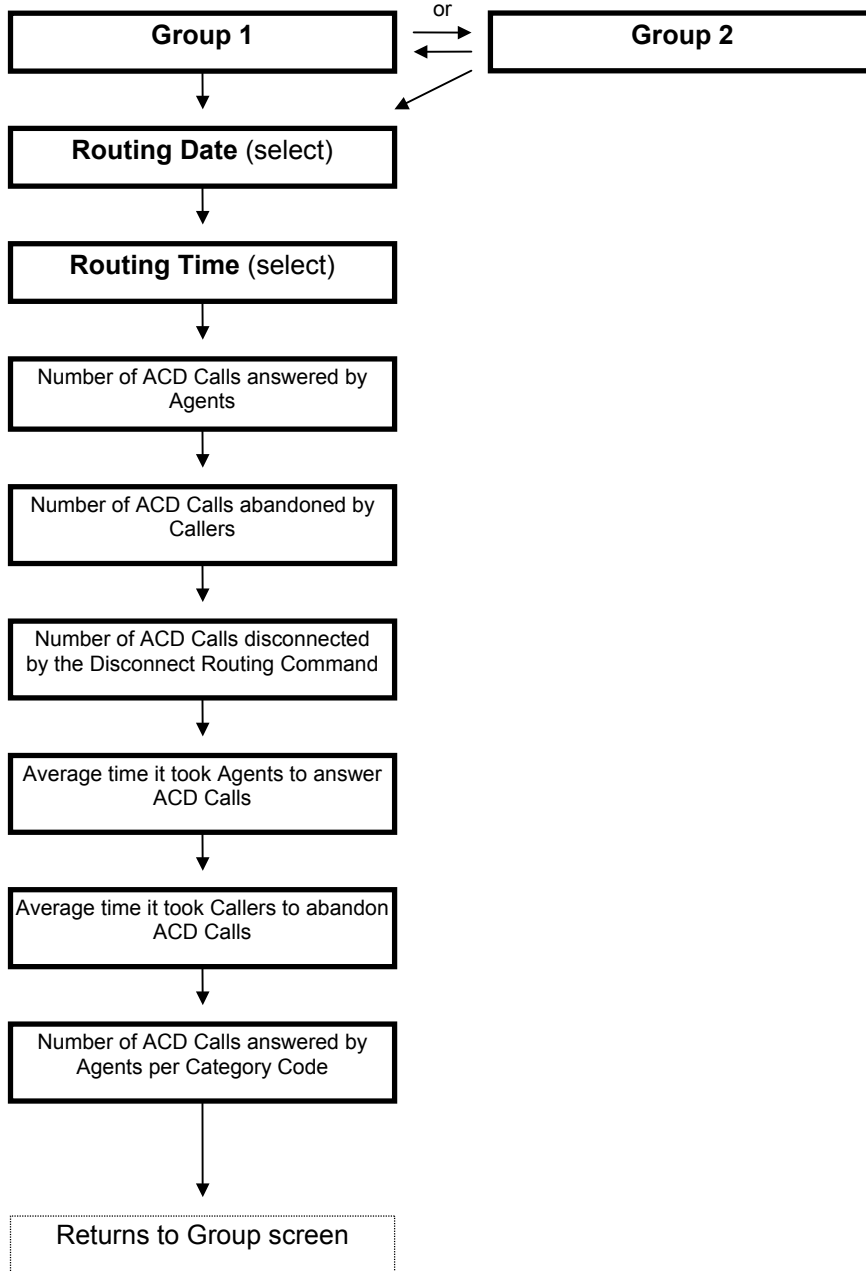 or
Group 1
Group 2
Routing Date (select)
Routing Time (select)
Number of ACD Calls answered by
Agents
Number of ACD Calls abandoned by
Callers
Number of ACD Calls disconnected
by the Disconnect Routing Command
Average time it took Agents to answer
ACD Calls
Average time it took Callers to abandon
ACD Calls
Number of ACD Calls answered by
Agents per Category Code
Returns to Group screen